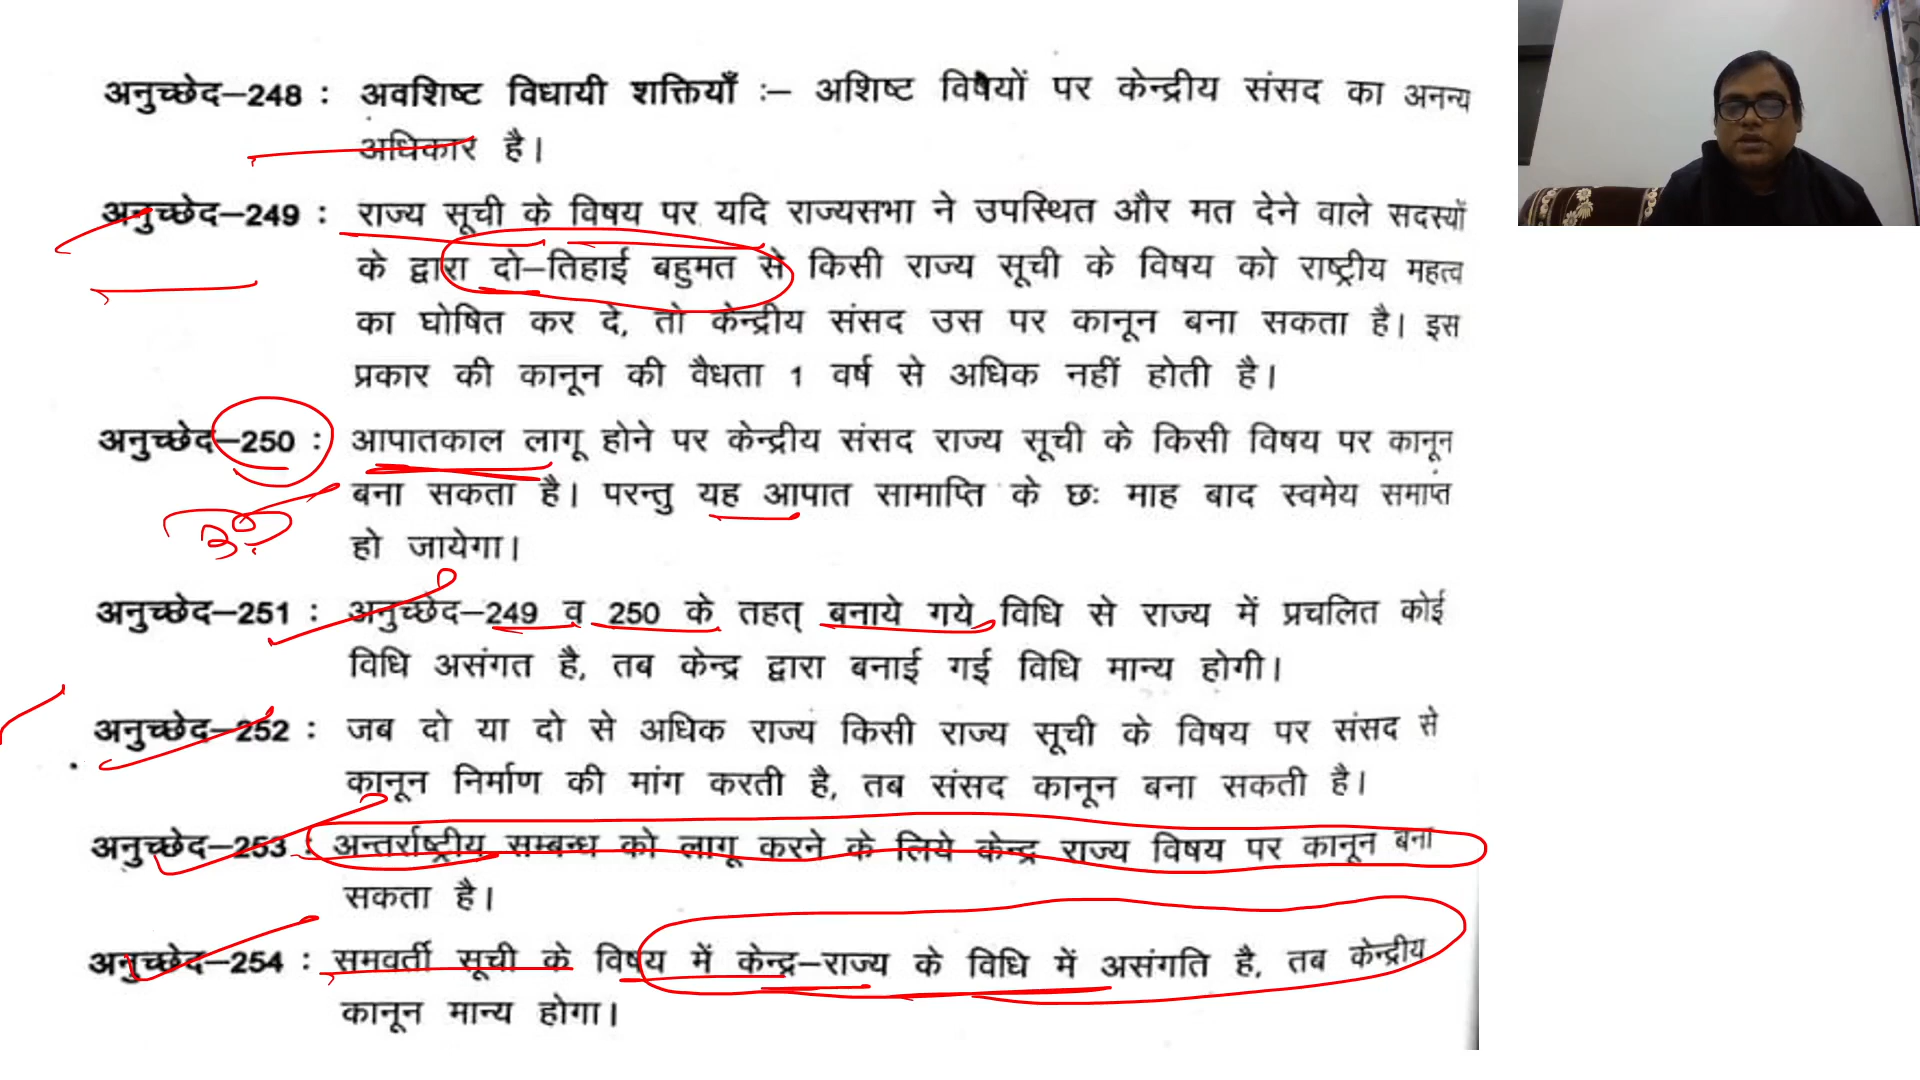 अनुच्छेद–248 : अवशिष्ट विधायी शक्तियाँ :– अशिष्ट विषयों पर केन्द्रीय संसद का अनन्य
अधिकार है।
अनुच्छेद–249 : राज्य सूची के विषय पर यदि राज्यसभा ने उपस्थित और मत देने वाले सदस्यों
के द्वारा दो–तिहाई बहुमत से किसी राज्य सूची के विषय को राष्ट्रीय महत्व
का घोषित कर दे, तो केन्द्रीय संसद उस पर कानून बना सकता है। इस
प्रकार की कानून की वैधता 1 वर्ष से अधिक नहीं होती है।
अनुच्छेद–250 : आपातकाल लागू होने पर केन्द्रीय संसद राज्य सूची के किसी विषय पर कानून
बना सकता है। परन्तु यह आपात सामाप्ति के छः माह बाद स्वमेय समाप्त
हो जायेगा।
अनुच्छेद–251 : अनुच्छेद–249 व 250 के तहत् बनाये गये विधि से राज्य में प्रचलित कोई
विधि असंगत है, तब केन्द्र द्वारा बनाई गई विधि मान्य होगी।
अनुच्छेद–252 : जब दो या दो से अधिक राज्य किसी राज्य सूची के विषय पर संसद से
कानून निर्माण की मांग करती है, तब संसद कानून बना सकती है।
अनुच्छेद–253 : अन्तर्राष्ट्रीय सम्बन्ध को लागू करने के लिये केन्द्र राज्य विषय पर कानून बना
सकता है।
अनुच्छेद–254 : समवर्ती सूची के विषय में केन्द्र–राज्य के विधि में असंगति है, तब केन्द्रीय
कानून मान्य होगा।